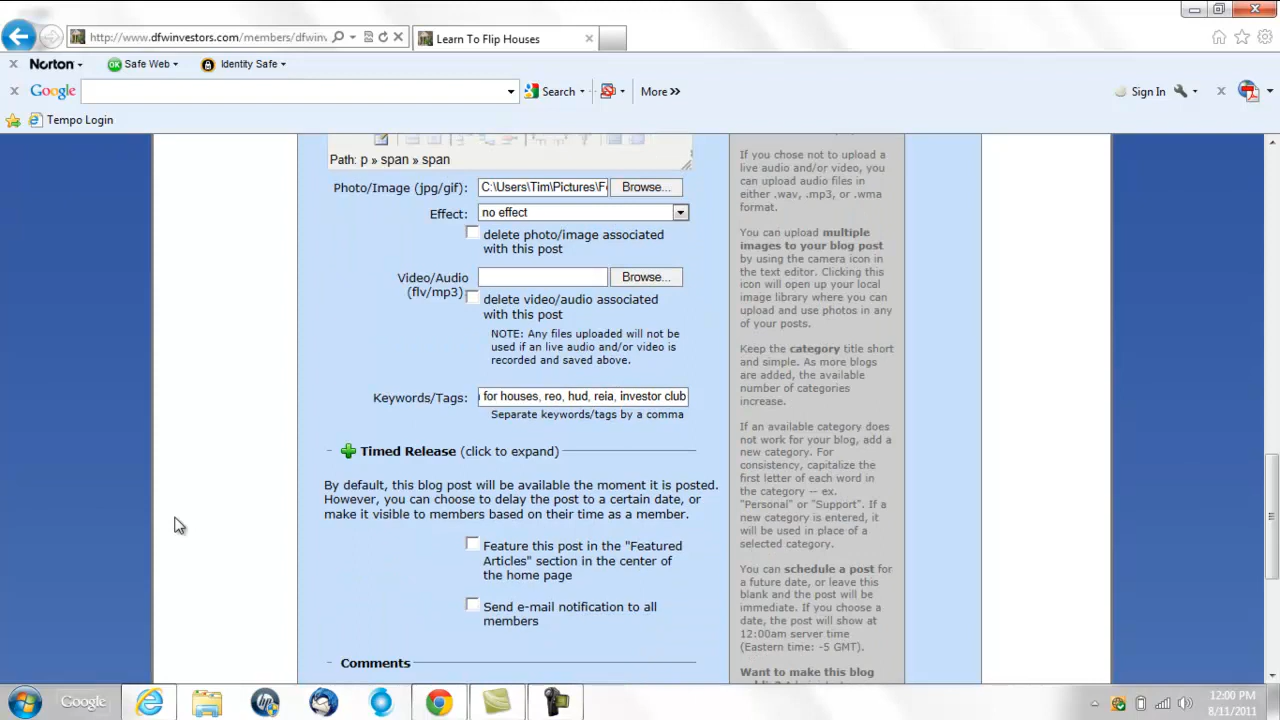 http://www.dfwinvestors.com/members/dfwin
Learn To Flip Houses
Norton
Safe Web
Identity Safe
Google
Search
More »
Sign In
Tempo Login
Path: p » span » span
Photo/Image (jpg/gif):
C:\Users\Tim\Pictures\F
Browse...
Effect:
no effect
delete photo/image associated
with this post
Video/Audio
(flv/mp3)
Browse...
delete video/audio associated
with this post
NOTE: Any files uploaded will not be
used if an live audio and/or video is
recorded and saved above.
Keywords/Tags:
for houses, reo, hud, reia, investor club
Separate keywords/tags by a comma
Timed Release (click to expand)
By default, this blog post will be available the moment it is posted.
However, you can choose to delay the post to a certain date, or
make it visible to members based on their time as a member.
Feature this post in the "Featured
Articles" section in the center of
the home page
Send e-mail notification to all
members
Comments
If you chose not to upload a
live audio and/or video, you
can upload audio files in
either .wav, .mp3, or .wma
format.
You can upload multiple
images to your blog post
by using the camera icon in
the text editor. Clicking this
icon will open up your local
image library where you can
upload and use photos in any
of your posts.
Keep the category title short
and simple. As more blogs
are added, the available
number of categories
increase.
If an available category does
not work for your blog, add a
new category. For
consistency, capitalize the
first letter of each word in
the category -- ex.
"Personal" or "Support". If a
new category is entered, it
will be used in place of a
selected category.
You can schedule a post for
a future date, or leave this
blank and the post will be
immediate. If you choose a
date, the post will show at
12:00am server time
(Eastern time: -5 GMT).
Want to make this blog
Google
12:00 PM
8/11/2011